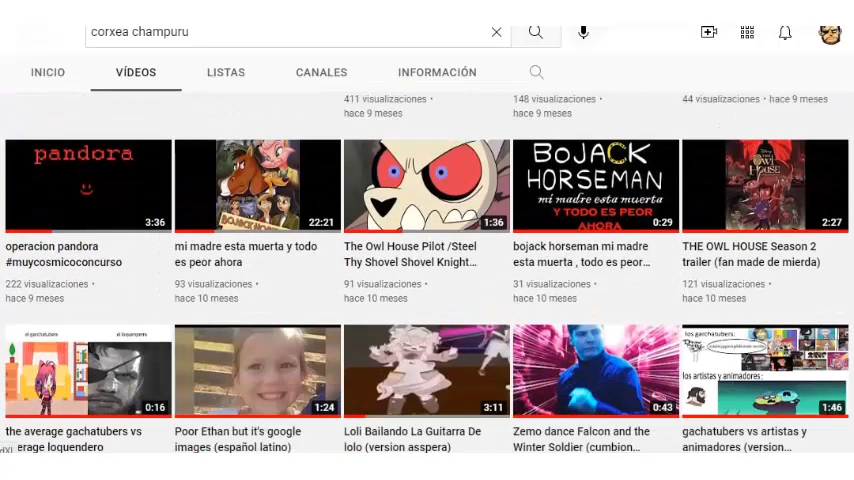 corxea champuru
INICIO VÍDEOS LISTAS CANALES INFORMACIÓN
411 visualizaciones • 148 visualizaciones • 44 visualizaciones • hace 9 meses
hace 9 meses hace 9 meses
pandora
:)
3:36
BOJACK HORSEMAN
22:21
1:36
BOJACK
HORSEMAN
mi madre esta muerta
Y TODO ES PEOR
AHORA
0:29
THE
OWL
HOUSE
2:27
operacion pandora
#muycosmicoconcurso
222 visualizaciones •
hace 9 meses
mi madre esta muerta y todo
es peor ahora
93 visualizaciones •
hace 10 meses
The Owl House Pilot /Steel
Thy Shovel Shovel Knight...
91 visualizaciones •
hace 10 meses
bojack horseman mi madre
esta muerta , todo es peor...
31 visualizaciones •
hace 10 meses
THE OWL HOUSE Season 2
trailer (fan made de mierda)
121 visualizaciones •
hace 10 meses
0:16
1:24
3:11
0:43
los gachatubers:
los artistas y animadores:
1:46
the average gachatubers vs
erage loquendero
Poor Ethan but it's google
images (español latino)
Loli Bailando La Guitarra De
lolo (version asspera)
Zemo dance Falcon and the
Winter Soldier (cumbion...
gachatubers vs artistas y
animadores (version...